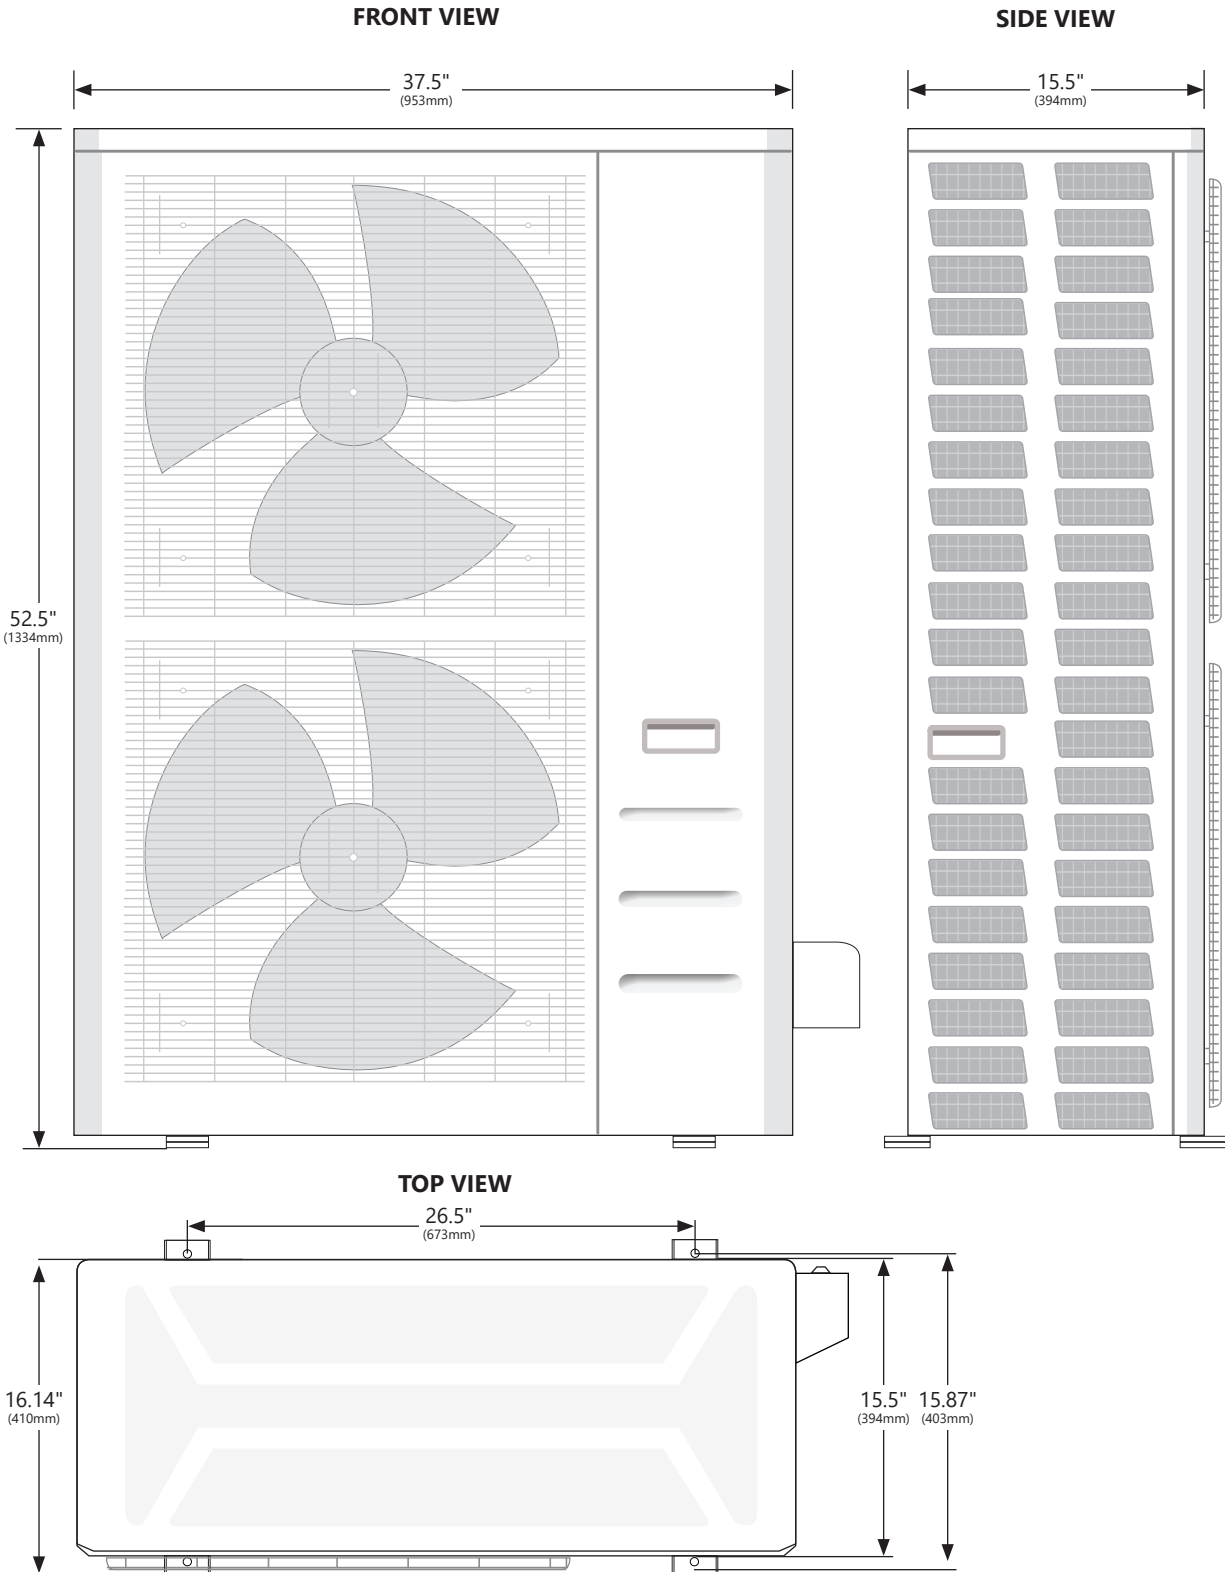 FRONT VIEW
SIDE VIEW
37.5"
(953mm)
15.5"
(394mm)
52.5"
(1334mm)
TOP VIEW
26.5"
(673mm)
16.14"
(410mm)
15.5"
(394mm)
15.87"
(403mm)